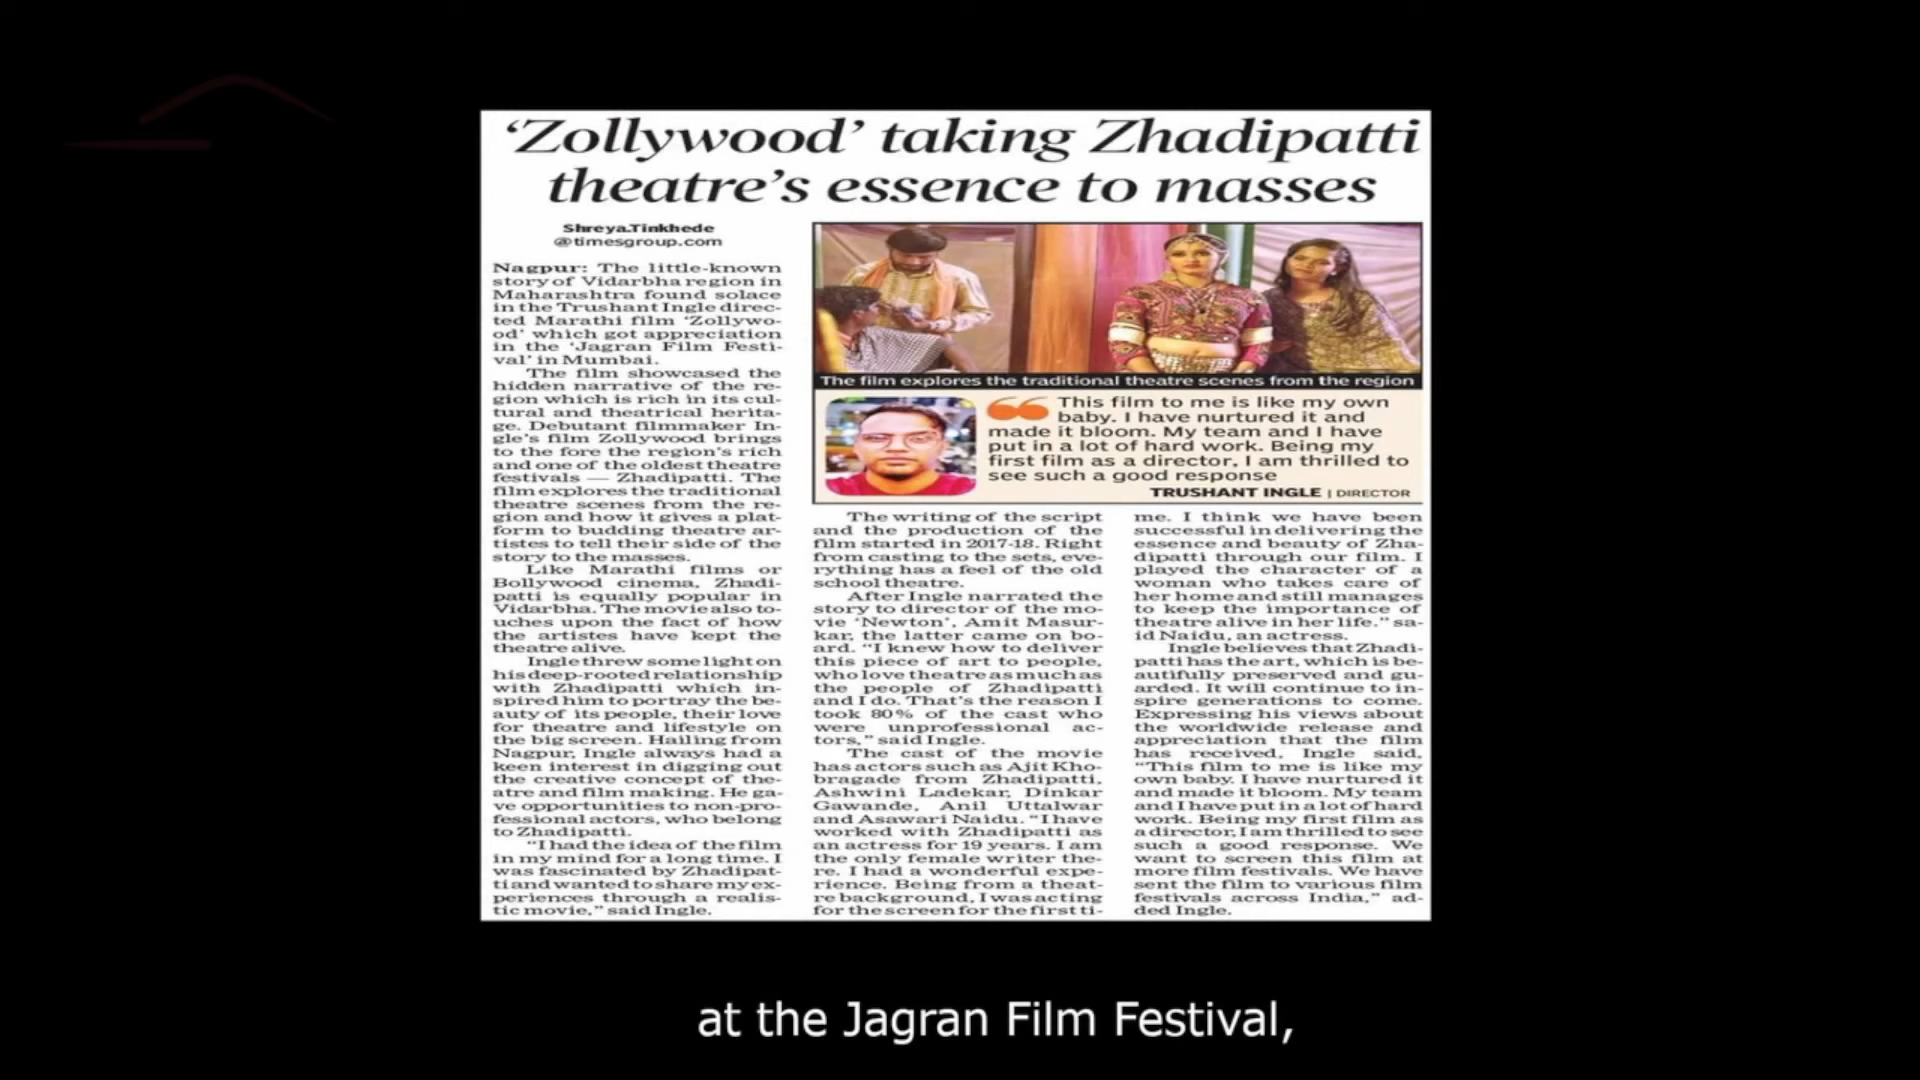 ‘Zollywood’ taking Zhadipatti
theatre’s essence to masses
Shreya.Tinkhede
@timesgroup.com
Nagpur: The little-known
story of Vidarbha region in
Maharashtra found solace
in the Trushant Ingle direc-
ted Marathi film ‘Zollywo-
od’ which got appreciation
in the ‘Jagran Film Festi-
val’ in Mumbai.
The film showcased the
hidden narrative of the re-
gion which is rich in its cul-
tural and theatrical herita-
ge. Debutant filmmaker In-
gle’s film Zollywood brings
to the fore the region’s rich
and one of the oldest theatre
festivals — Zhadipatti. The
film explores the traditional
theatre scenes from the re-
gion and how it gives a plat-
form to budding theatre ar-
tistes to tell their side of the
story to the masses.
Like Marathi films or
Bollywood cinema, Zhadi-
patti is equally popular in
Vidarbha. The movie also to-
uches upon the fact of how
the artistes have kept the
theatre alive.
Ingle threw some light on
his deep-rooted relationship
with Zhadipatti which in-
spired him to portray the be-
auty of its people, their love
for theatre and lifestyle on
the big screen. Hailing from
Nagpur, Ingle always had a
keen interest in digging out
the creative concept of the-
atre and film making. He ga-
ve opportunities to non-pro-
fessional actors, who belong
to Zhadipatti.
“I had the idea of the film
in my mind for a long time. I
was fascinated by Zhadipat-
ti and wanted to share my ex-
periences through a realis-
tic movie,” said Ingle.
The film explores the traditional theatre scenes from the region
This film to me is like my own
baby. I have nurtured it and
made it bloom. My team and I have
put in a lot of hard work. Being my
first film as a director, I am thrilled to
see such a good response
TRUSHANT INGLE | DIRECTOR
The writing of the script
and the production of the
film started in 2017-18. Right
from casting to the sets, eve-
rything has a feel of the old
school theatre.
After Ingle narrated the
story to director of the mo-
vie ‘Newton’, Amit Masur-
kar, the latter came on bo-
ard. “I knew how to deliver
this piece of art to people,
who love theatre as much as
the people of Zhadipatti
and I do. That’s the reason I
took 80% of the cast who
were unprofessional ac-
tors,” said Ingle.
The cast of the movie
has actors such as Ajit Kho-
bragade from Zhadipatti,
Ashwini Ladekar, Dinkar
Gawande, Anil Uttalwar
and Asawari Naidu. “I have
worked with Zhadipatti as
an actress for 19 years. I am
the only female writer the-
re. I had a wonderful expe-
rience. Being from a theat-
re background, I was acting
for the screen for the first ti-
me. I think we have been
successful in delivering the
essence and beauty of Zha-
dipatti through our film. I
played the character of a
woman who takes care of
her home and still manages
to keep the importance of
theatre alive in her life.” sa-
id Naidu, an actress.
Ingle believes that Zhadi-
patti has the art, which is be-
autifully preserved and gu-
arded. It will continue to in-
spire generations to come.
Expressing his views about
the worldwide release and
appreciation that the film
has received, Ingle said,
“This film to me is like my
own baby. I have nurtured it
and made it bloom. My team
and I have put in a lot of hard
work. Being my first film as
a director, I am thrilled to see
such a good response. We
want to screen this film at
more film festivals. We have
sent the film to various film
festivals across India,” ad-
ded Ingle.
at the Jagran Film Festival,